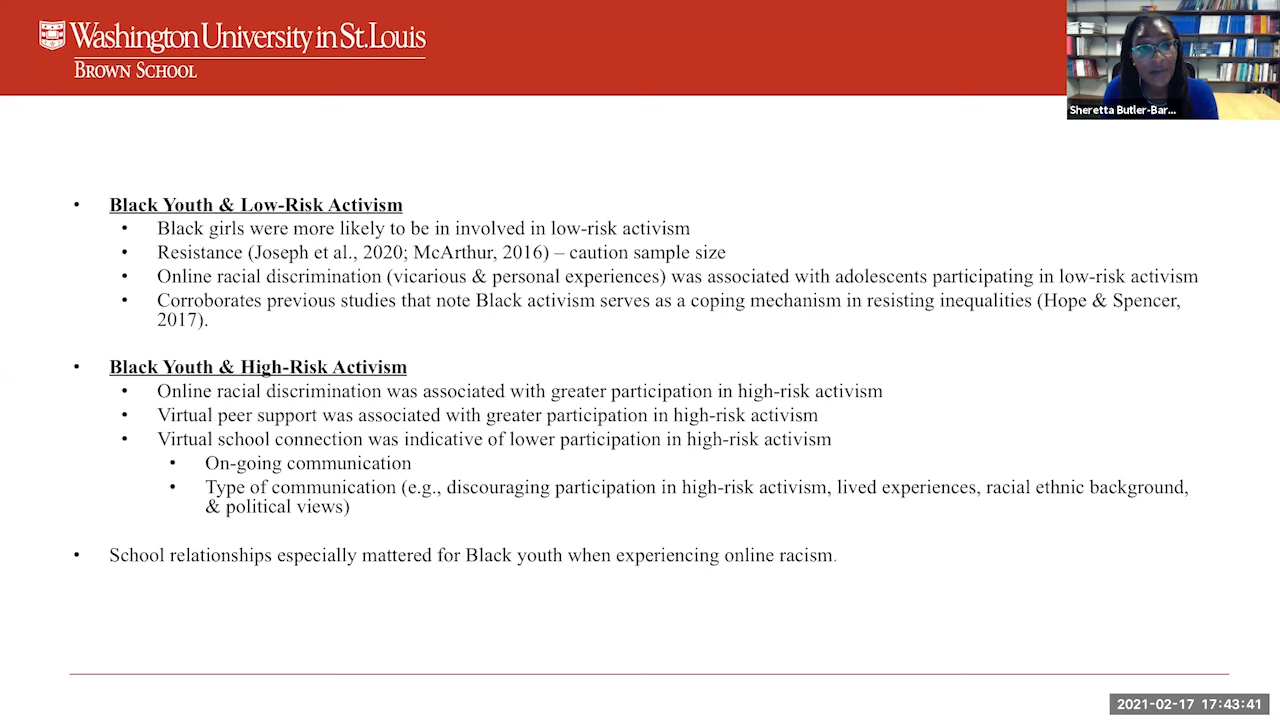 Washington University in St. Louis
BROWN SCHOOL
Sheretta Butler-Bar...
• Black Youth & Low-Risk Activism
• Black girls were more likely to be in involved in low-risk activism
• Resistance (Joseph et al., 2020; McArthur, 2016) – caution sample size
• Online racial discrimination (vicarious & personal experiences) was associated with adolescents participating in low-risk activism
• Corroborates previous studies that note Black activism serves as a coping mechanism in resisting inequalities (Hope & Spencer,
2017).
• Black Youth & High-Risk Activism
• Online racial discrimination was associated with greater participation in high-risk activism
• Virtual peer support was associated with greater participation in high-risk activism
• Virtual school connection was indicative of lower participation in high-risk activism
• On-going communication
• Type of communication (e.g., discouraging participation in high-risk activism, lived experiences, racial ethnic background,
& political views)
• School relationships especially mattered for Black youth when experiencing online racism.
2021-02-17 17:43:41